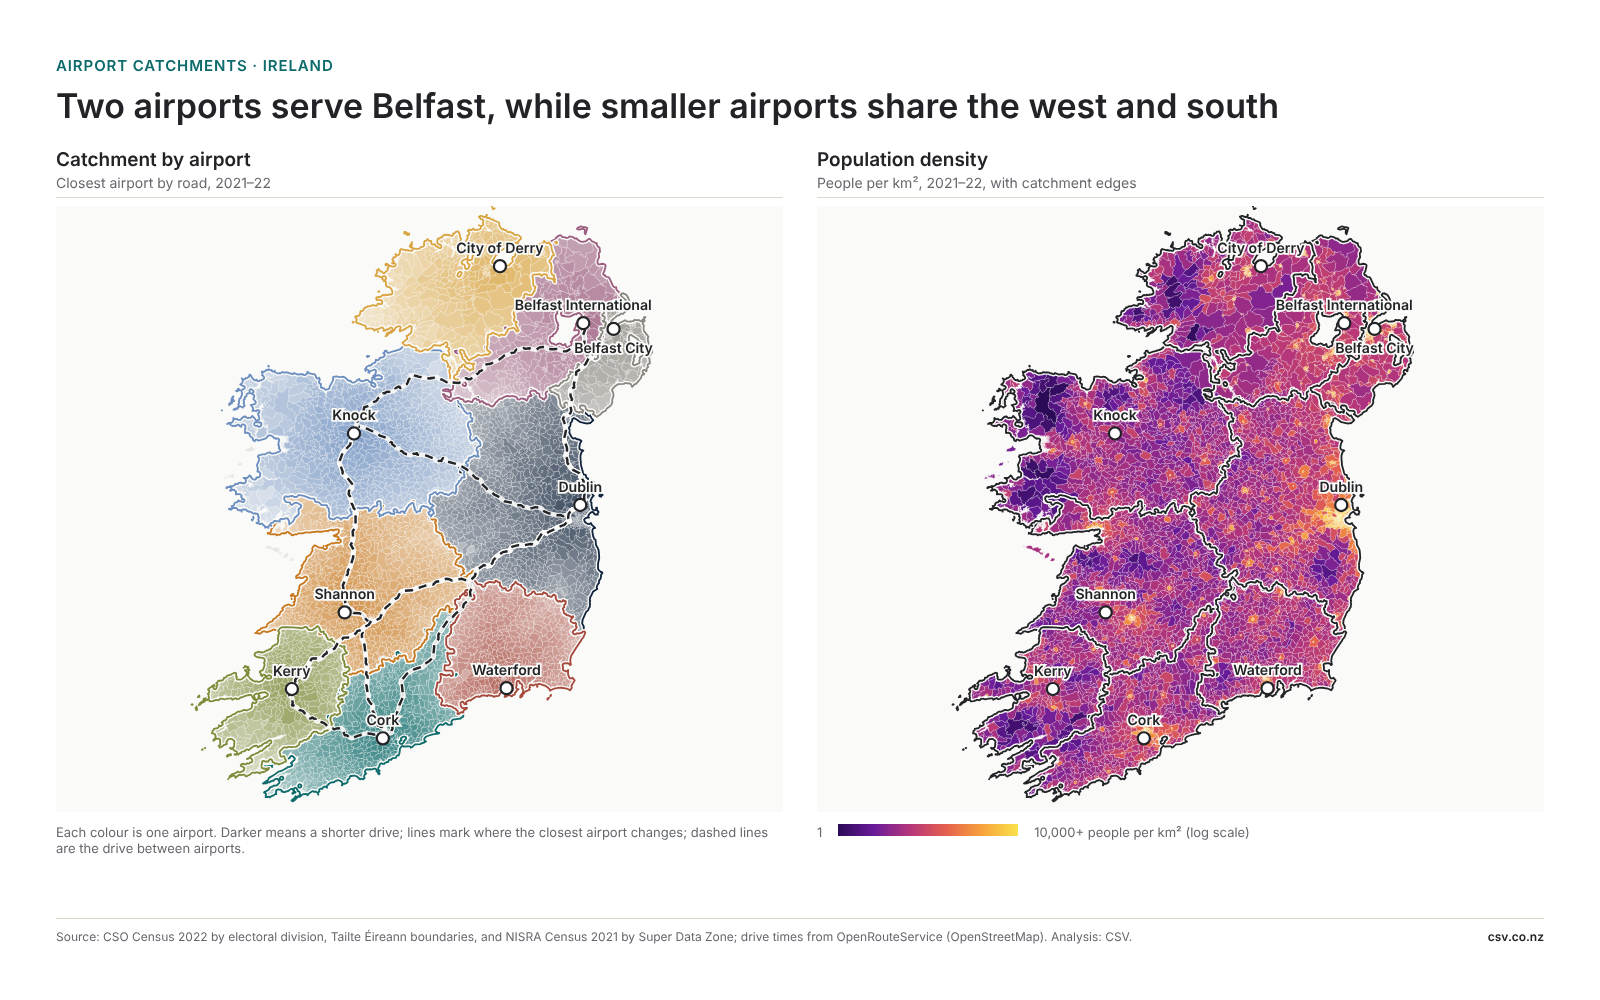 AIRPORT CATCHMENTS · IRELAND
Two airports serve Belfast, while smaller airports share the west and south
Catchment by airport
Closest airport by road, 2021–22
City of Derry
Belfast International
Belfast City
Knock
Dublin
Shannon
Kerry
Waterford
Cork
Each colour is one airport. Darker means a shorter drive; lines mark where the closest airport changes; dashed lines
are the drive between airports.
Population density
People per km², 2021–22, with catchment edges
City of Derry
Belfast International
Belfast City
Knock
Dublin
Shannon
Kerry
Waterford
Cork
1 10,000+ people per km² (log scale)
Source: CSO Census 2022 by electoral division, Tailte Éireann boundaries, and NISRA Census 2021 by Super Data Zone; drive times from OpenRouteService (OpenStreetMap). Analysis: CSV.
csv.co.nz